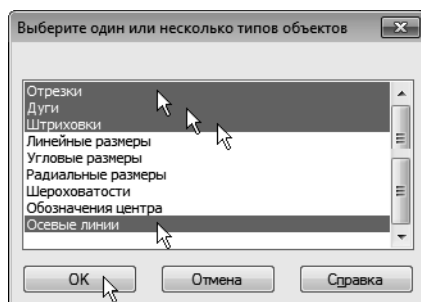 Выберите один или несколько типов объектов
Отрезки
Дуги
Штриховки
Линейные размеры
Угловые размеры
Радиальные размеры
Шероховатости
Обозначения центра
Осевые линии
OK Отмена Справка